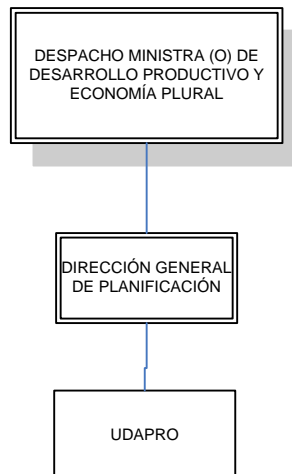 DESPACHO MINISTRA (O) DE
DESARROLLO PRODUCTIVO Y
ECONOMÍA PLURAL
DIRECCIÓN GENERAL
DE PLANIFICACIÓN
UDAPRO